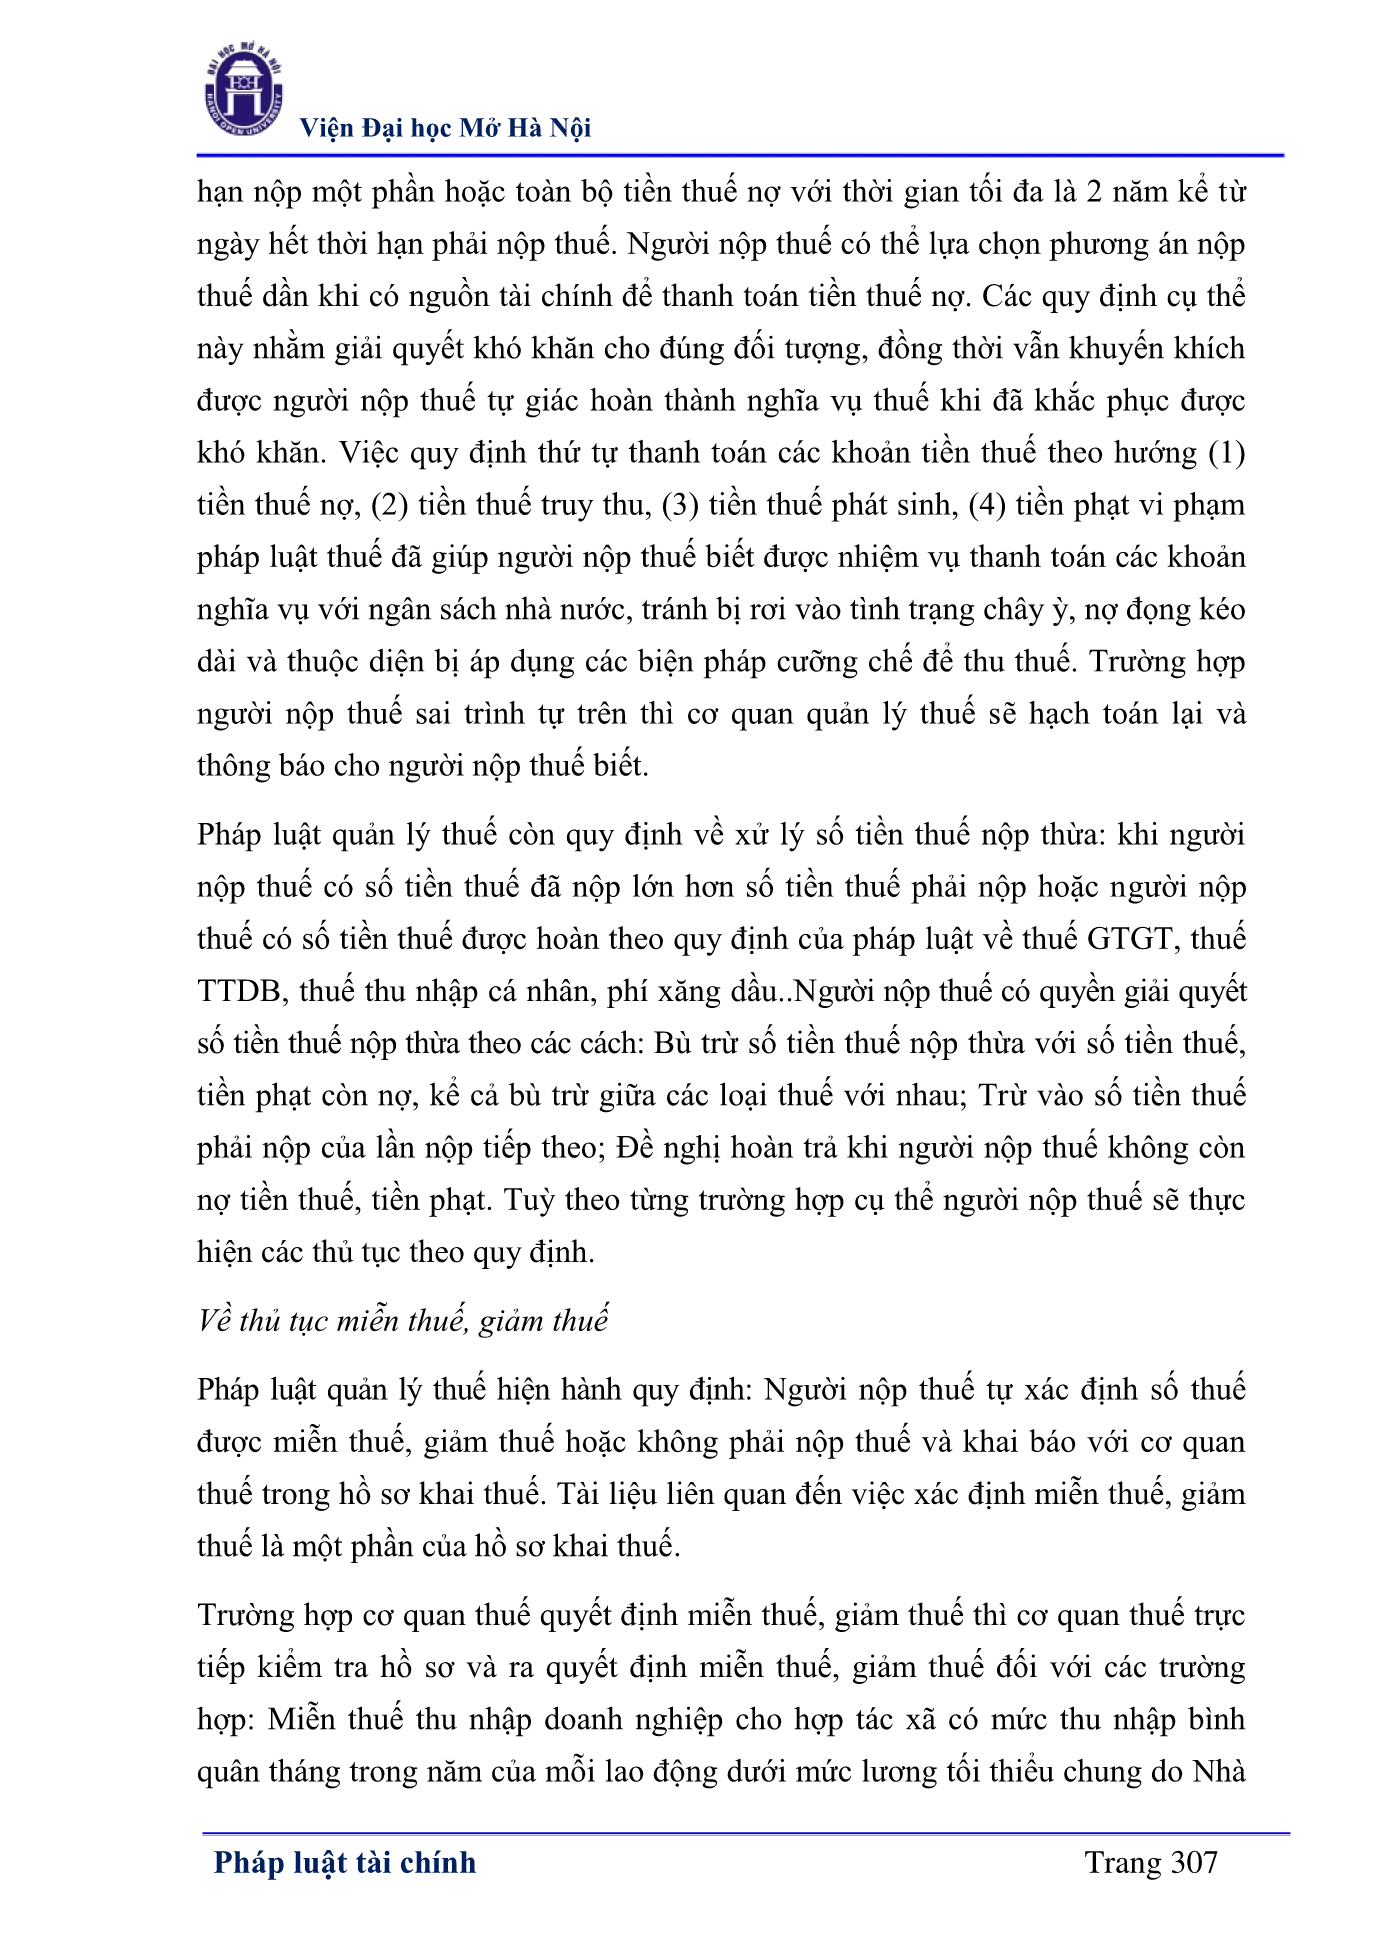 ĐẠI HỌC MỞ HÀ NỘI
HANOI OPEN UNIVERSITY
Viện Đại học Mở Hà Nội
hạn nộp một phần hoặc toàn bộ tiền thuế nợ với thời gian tối đa là 2 năm kể từ
ngày hết thời hạn phải nộp thuế. Người nộp thuế có thể lựa chọn phương án nộp
thuế dần khi có nguồn tài chính để thanh toán tiền thuế nợ. Các quy định cụ thể
này nhằm giải quyết khó khăn cho đúng đối tượng, đồng thời vẫn khuyến khích
được người nộp thuế tự giác hoàn thành nghĩa vụ thuế khi đã khắc phục được
khó khăn. Việc quy định thứ tự thanh toán các khoản tiền thuế theo hướng (1)
tiền thuế nợ, (2) tiền thuế truy thu, (3) tiền thuế phát sinh, (4) tiền phạt vi phạm
pháp luật thuế đã giúp người nộp thuế biết được nhiệm vụ thanh toán các khoản
nghĩa vụ với ngân sách nhà nước, tránh bị rơi vào tình trạng chây ỳ, nợ đọng kéo
dài và thuộc diện bị áp dụng các biện pháp cưỡng chế để thu thuế. Trường hợp
người nộp thuế sai trình tự trên thì cơ quan quản lý thuế sẽ hạch toán lại và
thông báo cho người nộp thuế biết.
Pháp luật quản lý thuế còn quy định về xử lý số tiền thuế nộp thừa: khi người
nộp thuế có số tiền thuế đã nộp lớn hơn số tiền thuế phải nộp hoặc người nộp
thuế có số tiền thuế được hoàn theo quy định của pháp luật về thuế GTGT, thuế
TTDB, thuế thu nhập cá nhân, phí xăng dầu..Người nộp thuế có quyền giải quyết
số tiền thuế nộp thừa theo các cách: Bù trừ số tiền thuế nộp thừa với số tiền thuế,
tiền phạt còn nợ, kể cả bù trừ giữa các loại thuế với nhau; Trừ vào số tiền thuế
phải nộp của lần nộp tiếp theo; Đề nghị hoàn trả khi người nộp thuế không còn
nợ tiền thuế, tiền phạt. Tuỳ theo từng trường hợp cụ thể người nộp thuế sẽ thực
hiện các thủ tục theo quy định.
Về thủ tục miễn thuế, giảm thuế
Pháp luật quản lý thuế hiện hành quy định: Người nộp thuế tự xác định số thuế
được miễn thuế, giảm thuế hoặc không phải nộp thuế và khai báo với cơ quan
thuế trong hồ sơ khai thuế. Tài liệu liên quan đến việc xác định miễn thuế, giảm
thuế là một phần của hồ sơ khai thuế.
Trường hợp cơ quan thuế quyết định miễn thuế, giảm thuế thì cơ quan thuế trực
tiếp kiểm tra hồ sơ và ra quyết định miễn thuế, giảm thuế đối với các trường
hợp: Miễn thuế thu nhập doanh nghiệp cho hợp tác xã có mức thu nhập bình
quân tháng trong năm của mỗi lao động dưới mức lương tối thiểu chung do Nhà
Pháp luật tài chính
Trang 307